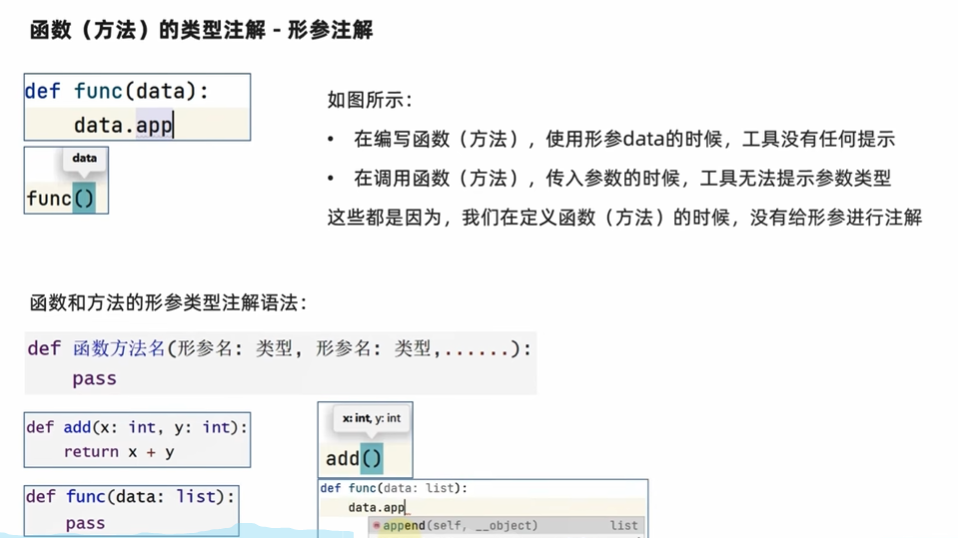 函数（方法）的类型注解 - 形参注解
def func(data):
data.app
data
func()
如图所示：
• 在编写函数（方法），使用形参data的时候，工具没有任何提示
• 在调用函数（方法），传入参数的时候，工具无法提示参数类型
这些都是因为，我们在定义函数（方法）的时候，没有给形参进行注解
函数和方法的形参类型注解语法：
def 函数方法名(形参名: 类型, 形参名: 类型,......):
pass
def add(x: int, y: int):
return x + y
def func(data: list):
pass
x: int, y: int
add()
def func(data: list):
data.app
append(self, __object) list